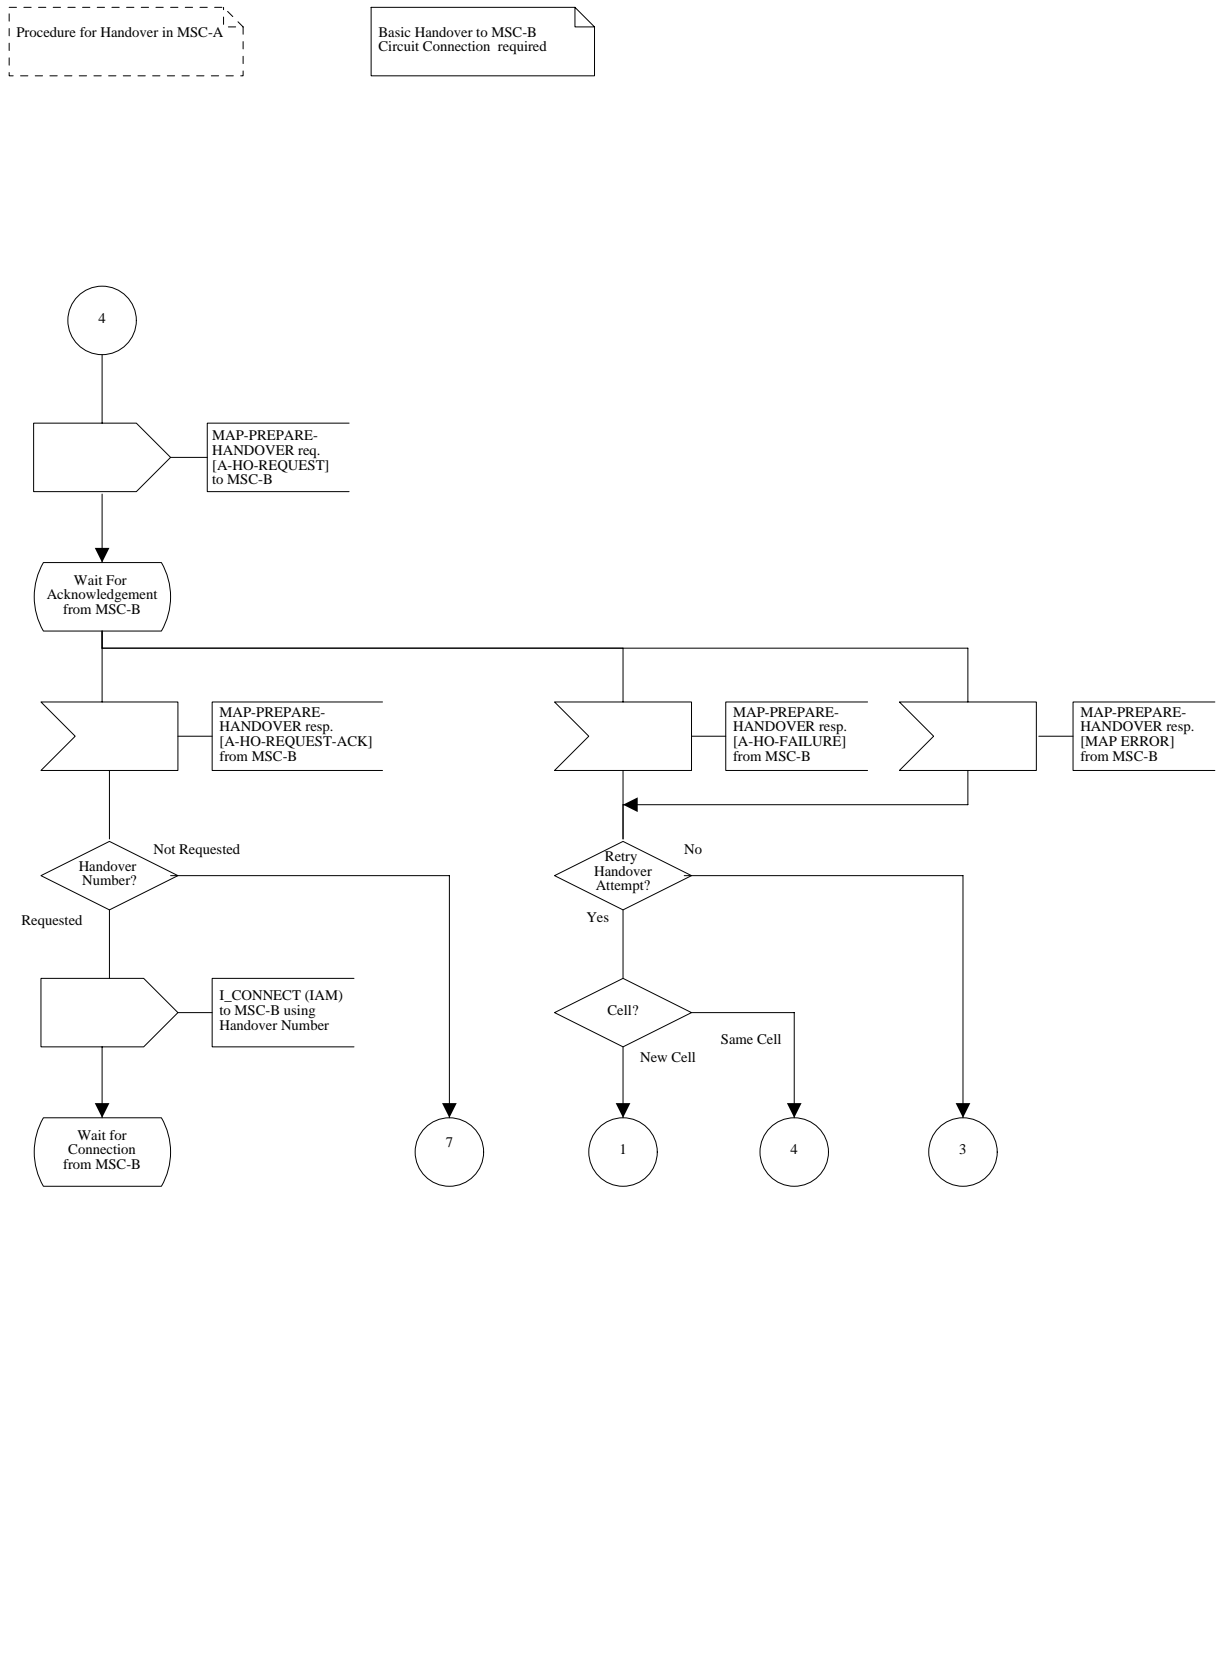 Procedure for Handover in MSC-A
Basic Handover to MSC-B
Circuit Connection  required
4
MAP-PREPARE-
HANDOVER req.
[A-HO-REQUEST]
to MSC-B
Wait For
Acknowledgement
from MSC-B
MAP-PREPARE-
HANDOVER resp.
[A-HO-REQUEST-ACK]
from MSC-B
MAP-PREPARE-
HANDOVER resp.
[A-HO-FAILURE]
from MSC-B
MAP-PREPARE-
HANDOVER resp.
[MAP ERROR]
from MSC-B
Handover
Number?
Not Requested
Requested
Retry
Handover
Attempt?
No
Yes
I_CONNECT (IAM)
to MSC-B using
Handover Number
Cell?
Same Cell
New Cell
Wait for
Connection
from MSC-B
7
1
4
3